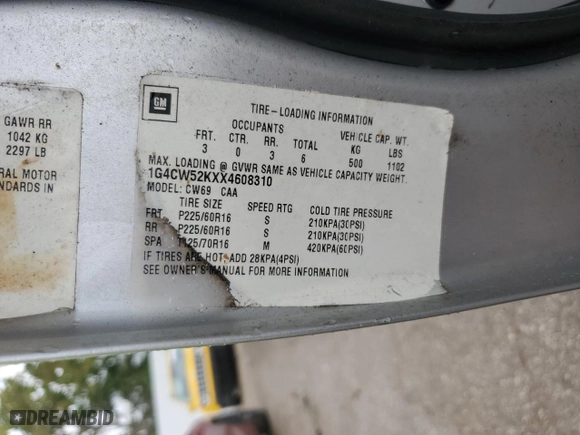 GAWR RR
1042 KG
2297 LB
RAL MOTOR
NDARDS IN
GM
TIRE-LOADING INFORMATION
OCCUPANTS VEHICLE CAP. WT.
FRT. CTR. RR. TOTAL KG LBS
3 0 3 6 500 1102
MAX. LOADING @ GVWR SAME AS VEHICLE CAPACITY WEIGHT.
1G4CW52KXX4608310
MODEL: CW69 CAA
TIRE SIZE SPEED RTG COLD TIRE PRESSURE
FRT P225/60R16 S 210KPA(30PSI)
RR P225/60R16 S 210KPA(30PSI)
SPA T125/70R16 M 420KPA(60PSI)
IF TIRES ARE HOT, ADD 28KPA(4PSI)
SEE OWNER'S MANUAL FOR MORE INFORMATION
DREAMBID